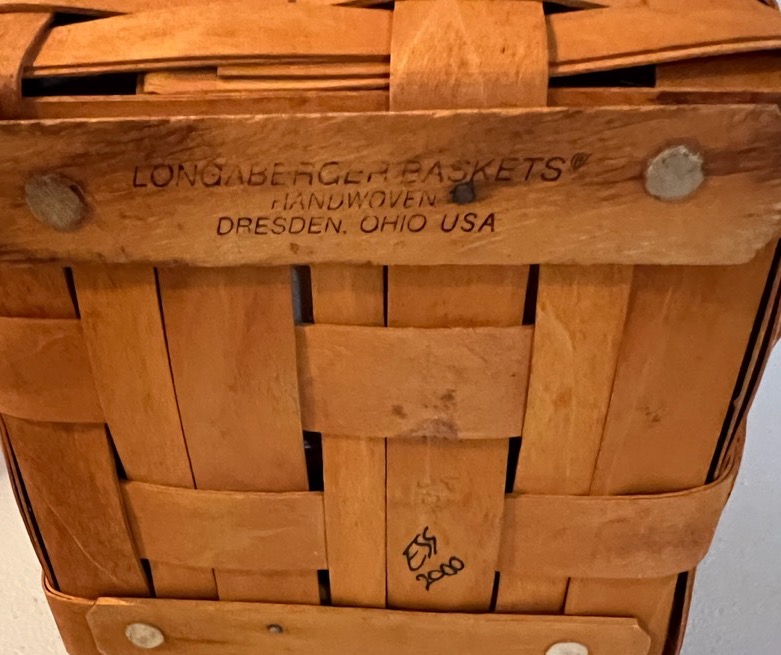 LONGABERGER BASKETS®
HANDWOVEN
DRESDEN, OHIO USA
ESS
2000